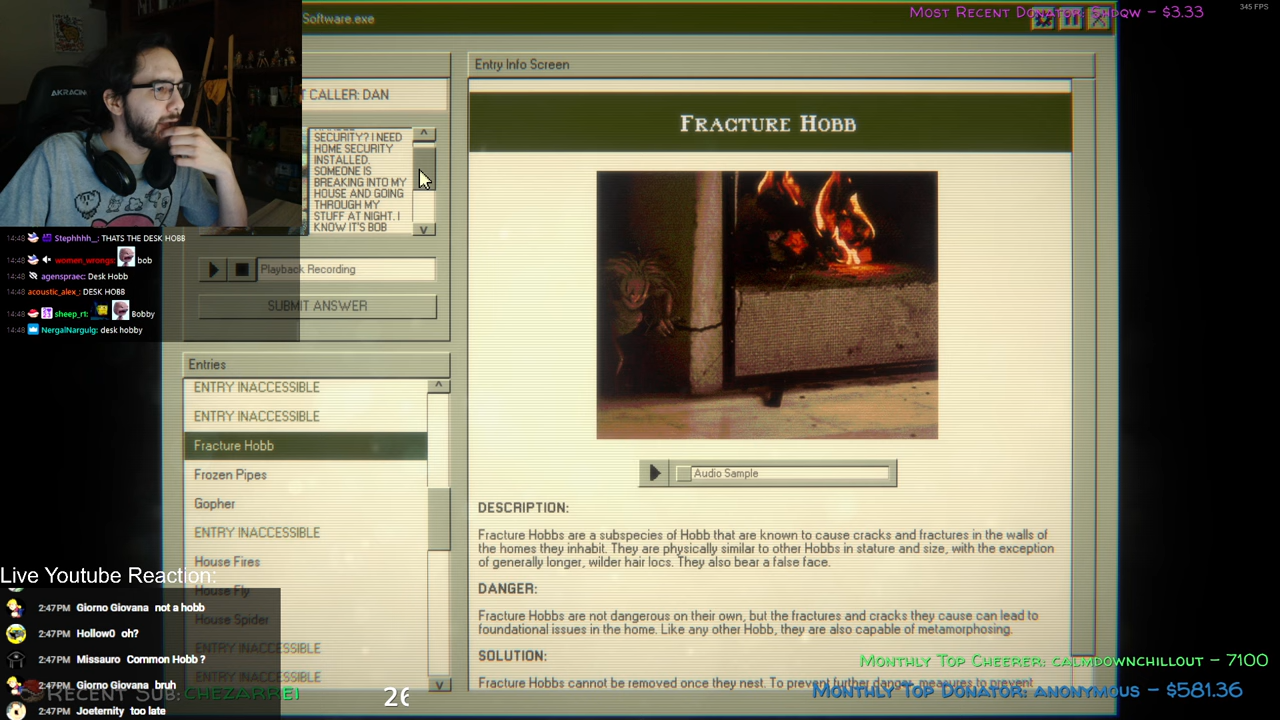 Software.exe
MOST RECENT DONATOR: SHDQW – $3.33
345 FPS
Entry Info Screen
CALLER: DAN
SECURITY? I NEED
HOME SECURITY
INSTALLED.
SOMEONE IS
BREAKING INTO MY
HOUSE AND GOING
THROUGH MY
STUFF AT NIGHT. I
KNOW IT'S BOB
Playback Recording
SUBMIT ANSWER
AKRACING
14:48 Stephhhh_: THATS THE DESK HOBB
14:48 women_wrongs: bob
14:48 agenspraec: Desk Hobb
14:48 acoustic_alex_: DESK HOBB
14:48 sheep_rt: Bobby
14:48 NergalNargulg: desk hobby
Entries
ENTRY INACCESSIBLE
ENTRY INACCESSIBLE
Fracture Hobb
Frozen Pipes
Gopher
ENTRY INACCESSIBLE
House Fires
House Fly
House Spider
ENTRY INACCESSIBLE
ENTRY INACCESSIBLE
Live Youtube Reaction:
2:47PM Giorno Giovana not a hobb
2:47PM Hollow0 oh?
2:47PM Missauro Common Hobb ?
2:47PM Giorno Giovana bruh
2:47PM Joeternity too late
RECENT SUB: CHEZARREI
26
FRACTURE HOBB
Audio Sample
DESCRIPTION:
Fracture Hobbs are a subspecies of Hobb that are known to cause cracks and fractures in the walls of
the homes they inhabit. They are physically similar to other Hobbs in stature and size, with the exception
of generally longer, wilder hair locs. They also bear a false face.
DANGER:
Fracture Hobbs are not dangerous on their own, but the fractures and cracks they cause can lead to
foundational issues in the home. Like any other Hobb, they are also capable of metamorphosing.
SOLUTION:
Fracture Hobbs cannot be removed once they nest. To prevent further danger, measures to prevent
MONTHLY TOP CHEERER: CALMDOWNCHILLOUT – 7100
MONTHLY TOP DONATOR: ANONYMOUS – $581.36